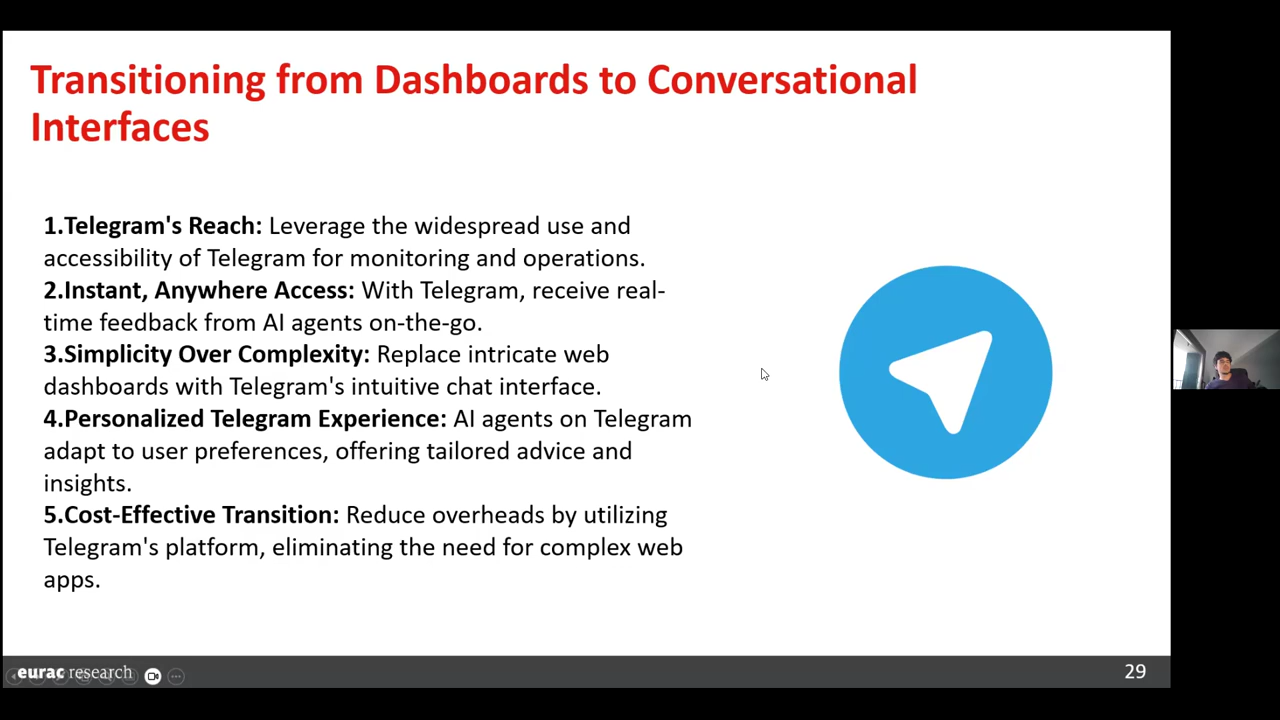 Transitioning from Dashboards to Conversational
Interfaces
1.Telegram's Reach: Leverage the widespread use and
accessibility of Telegram for monitoring and operations.
2.Instant, Anywhere Access: With Telegram, receive real-
time feedback from AI agents on-the-go.
3.Simplicity Over Complexity: Replace intricate web
dashboards with Telegram's intuitive chat interface.
4.Personalized Telegram Experience: AI agents on Telegram
adapt to user preferences, offering tailored advice and
insights.
5.Cost-Effective Transition: Reduce overheads by utilizing
Telegram's platform, eliminating the need for complex web
apps.
eurac research
29